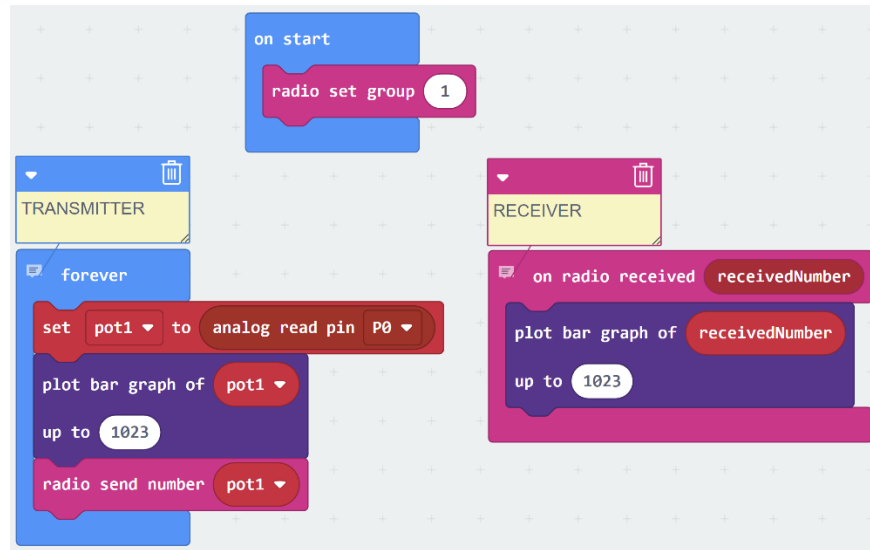 on start
radio set group 1
TRANSMITTER
forever
set pot1 to analog read pin P0
plot bar graph of pot1
up to 1023
radio send number pot1
RECEIVER
on radio received receivedNumber
plot bar graph of receivedNumber
up to 1023